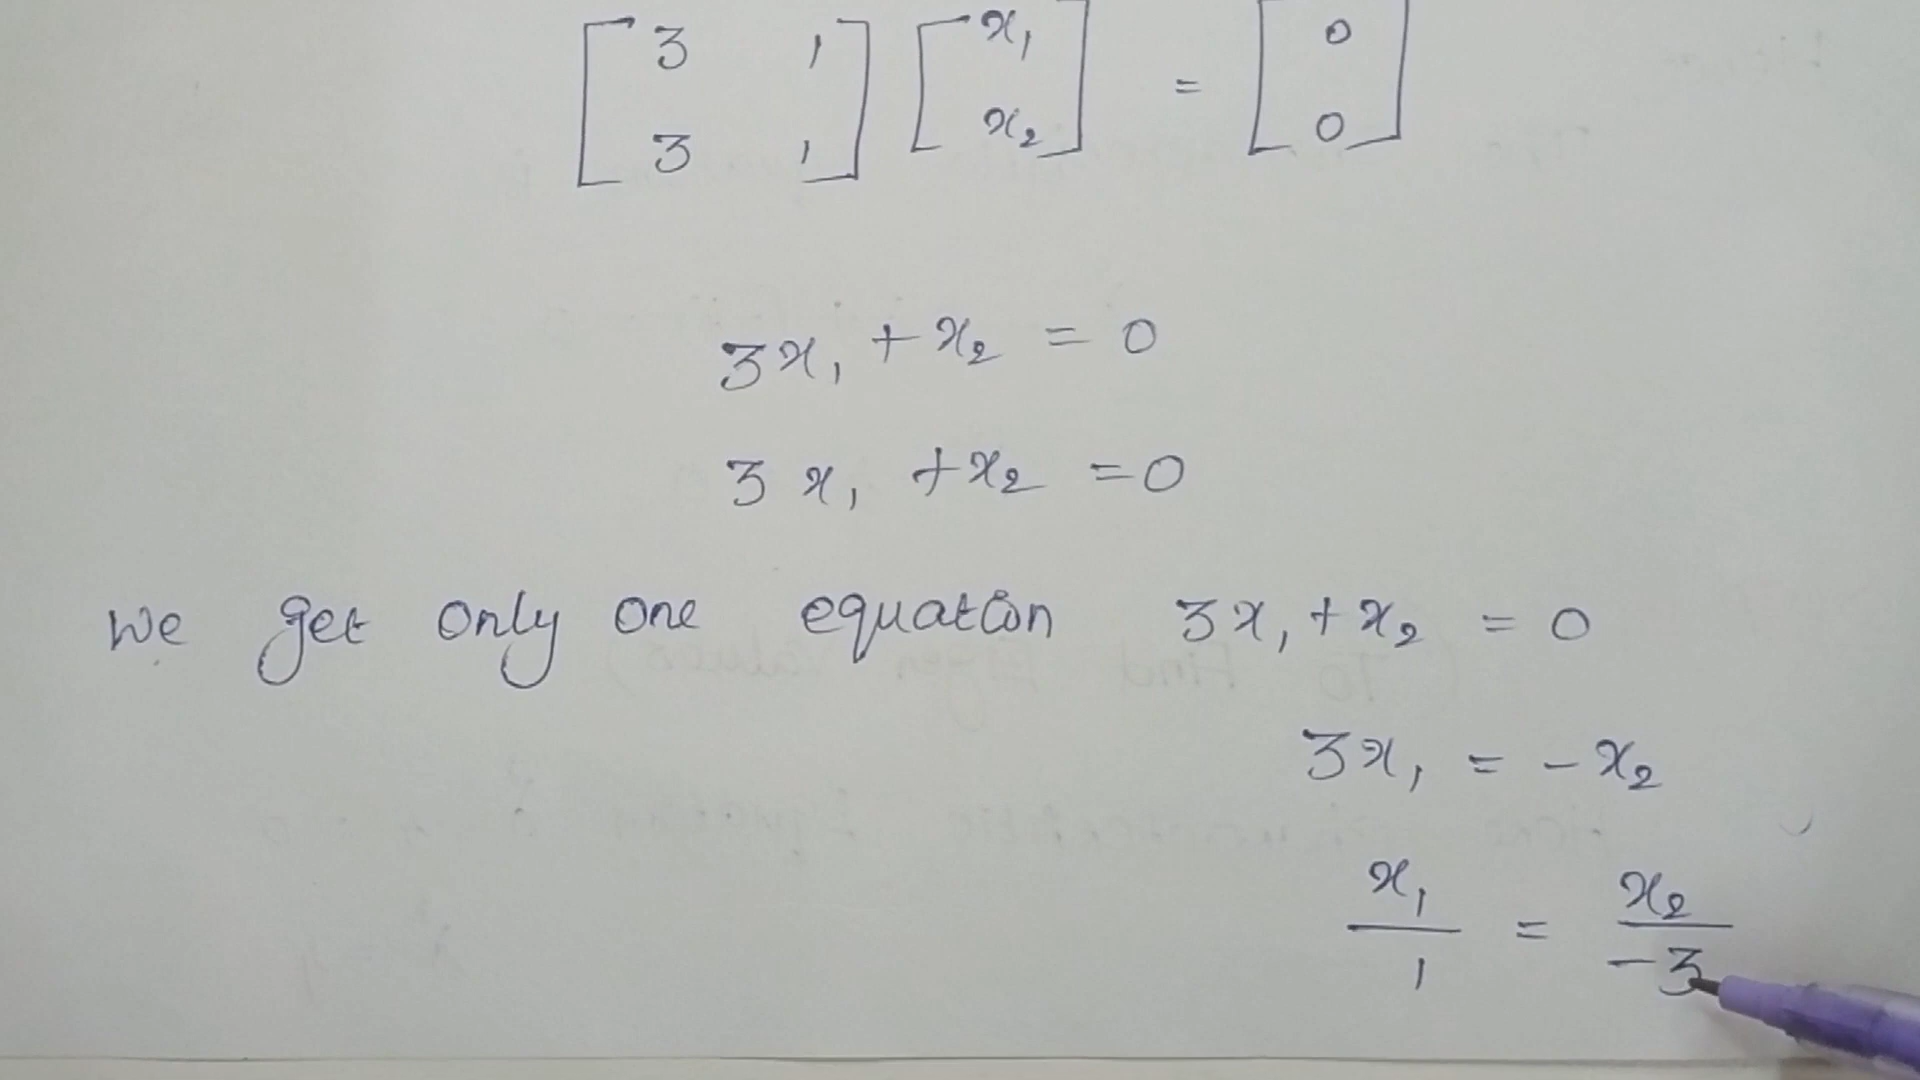 [ 3 1 ] [ x₁ ] = [ 0 ]
[ 3 1 ] [ x₂ ] [ 0 ]
3x₁ + x₂ = 0
3x₁ + x₂ = 0
We get only one equation 3x₁ + x₂ = 0
3x₁ = - x₂
x₁/1 = x₂/-3